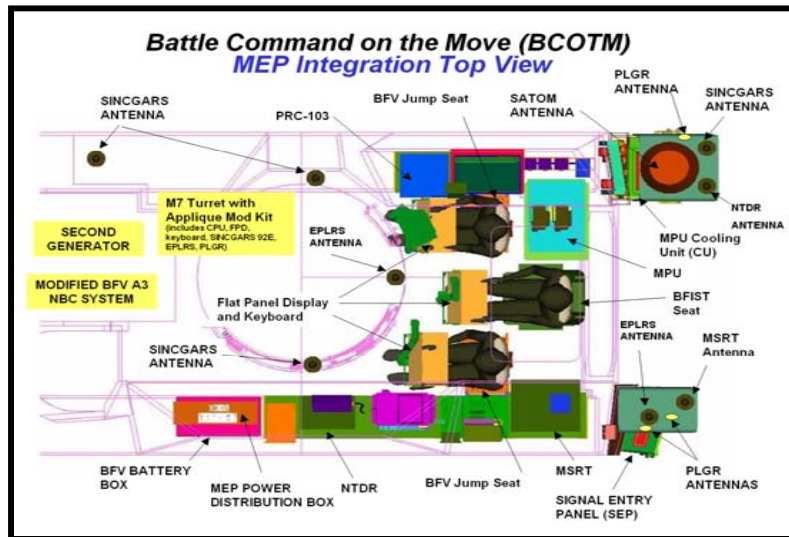 Battle Command on the Move (BCOTM)
MEP Integration Top View
SINCGARS
ANTENNA
PRC-103
BFV Jump Seat
SATOM
ANTENNA
PLGR
ANTENNA
SINCGARS
ANTENNA
M7 Turret with
Applique Mod Kit
(includes CPU, FPD,
keyboard, SINCGARS 92E,
EPLRS, PLGR)
SECOND
GENERATOR
EPLRS
ANTENNA
NTDR
ANTENNA
MPU Cooling
Unit (CU)
MPU
MODIFIED BFV A3
NBC SYSTEM
Flat Panel Display
and Keyboard
BFIST
Seat
EPLRS
ANTENNA
MSRT
Antenna
SINCGARS
ANTENNA
BFV BATTERY
BOX
MEP POWER
DISTRIBUTION BOX
NTDR
BFV Jump Seat
MSRT
SIGNAL ENTRY
PANEL (SEP)
PLGR
ANTENNAS